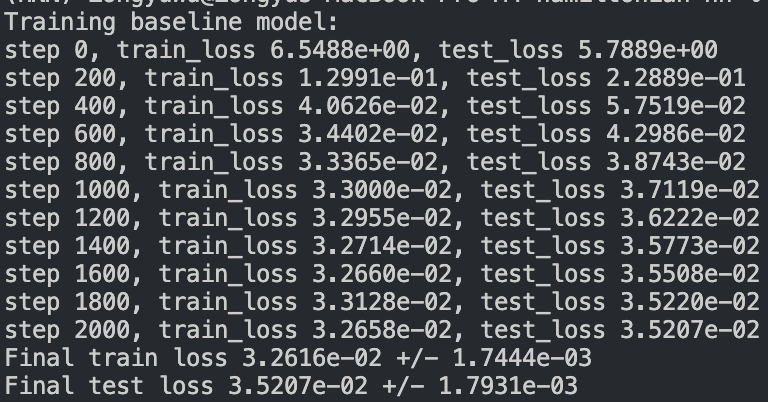 Training baseline model:
step 0, train_loss 6.5488e+00, test_loss 5.7889e+00
step 200, train_loss 1.2991e-01, test_loss 2.2889e-01
step 400, train_loss 4.0626e-02, test_loss 5.7519e-02
step 600, train_loss 3.4402e-02, test_loss 4.2986e-02
step 800, train_loss 3.3365e-02, test_loss 3.8743e-02
step 1000, train_loss 3.3000e-02, test_loss 3.7119e-02
step 1200, train_loss 3.2955e-02, test_loss 3.6222e-02
step 1400, train_loss 3.2714e-02, test_loss 3.5773e-02
step 1600, train_loss 3.2660e-02, test_loss 3.5508e-02
step 1800, train_loss 3.3128e-02, test_loss 3.5220e-02
step 2000, train_loss 3.2658e-02, test_loss 3.5207e-02
Final train loss 3.2616e-02 +/- 1.7444e-03
Final test loss 3.5207e-02 +/- 1.7931e-03